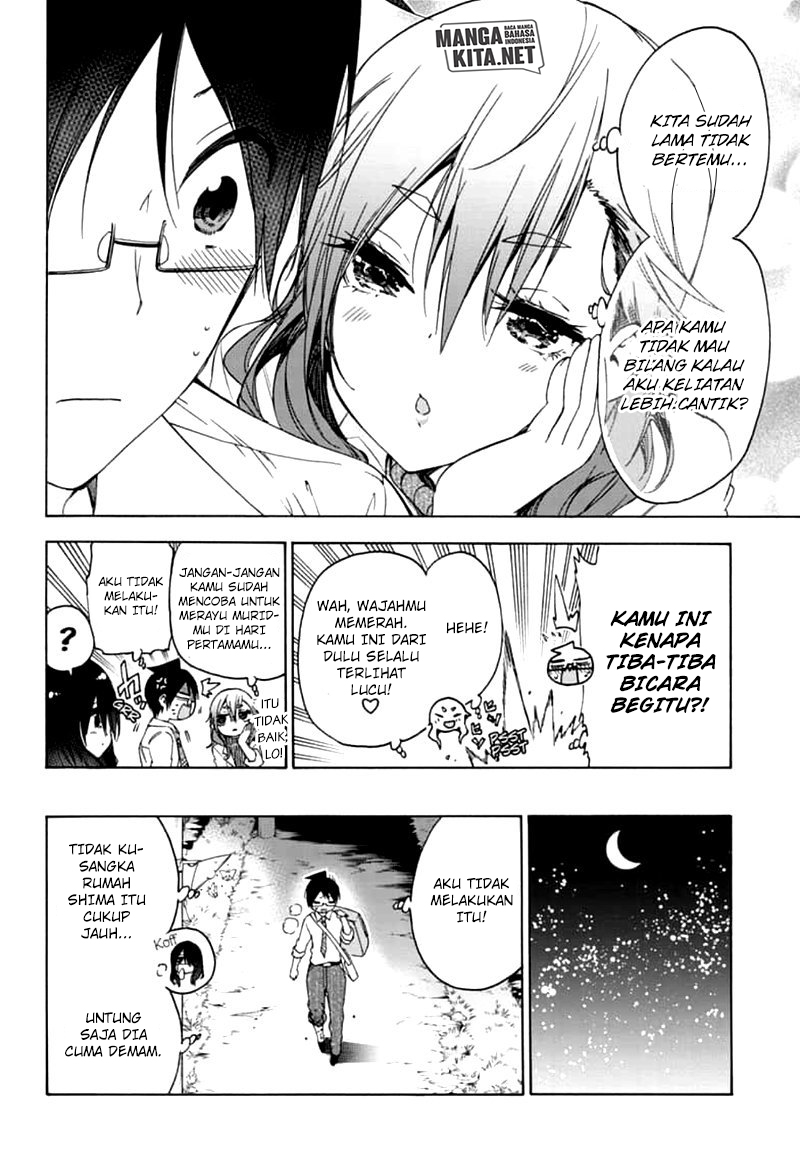 MANGA
KITA.NET
BACA MANGA
BAHASA
INDONESIA
KITA SUDAH
LAMA TIDAK
BERTEMU...
APA KAMU
TIDAK MAU
BILANG KALAU
AKU KELIATAN
LEBIH CANTIK?
KAMU INI
KENAPA
TIBA-TIBA
BICARA
BEGITU?!
HEHE!
WAH, WAJAHMU
MEMERAH.
KAMU INI DARI
DULU SELALU
TERLIHAT
LUCU!
♡
PSST
PSST
JANGAN-JANGAN
KAMU SUDAH
MENCOBA UNTUK
MERAYU MURID-
MU DI HARI
PERTAMAMU...
ITU
TIDAK
BAIK
LO!
AKU TIDAK
MELAKU-
KAN ITU!
GRR
?
AKU TIDAK
MELAKUKAN
ITU!
TIDAK KU-
SANGKA
RUMAH
SHIMA ITU
CUKUP
JAUH...
Koff
UNTUNG
SAJA DIA
CUMA DEMAM.